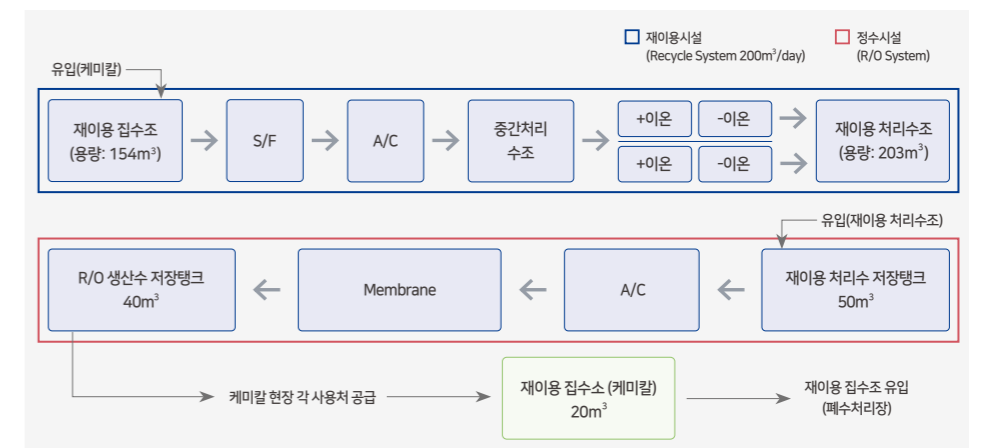 재이용시설
(Recycle System 200m³/day)
정수시설
(R/O System)
유입(케미칼)
재이용 집수조
(용량: 154m³)
S/F
A/C
중간처리
수조
+이온
-이온
+이온
-이온
재이용 처리수조
(용량: 203m³)
유입(재이용 처리수조)
R/O 생산수 저장탱크
40m³
Membrane
A/C
재이용 처리수 저장탱크
50m³
케미칼 현장 각 사용처 공급
재이용 집수소 (케미칼)
20m³
재이용 집수조 유입
(폐수처리장)